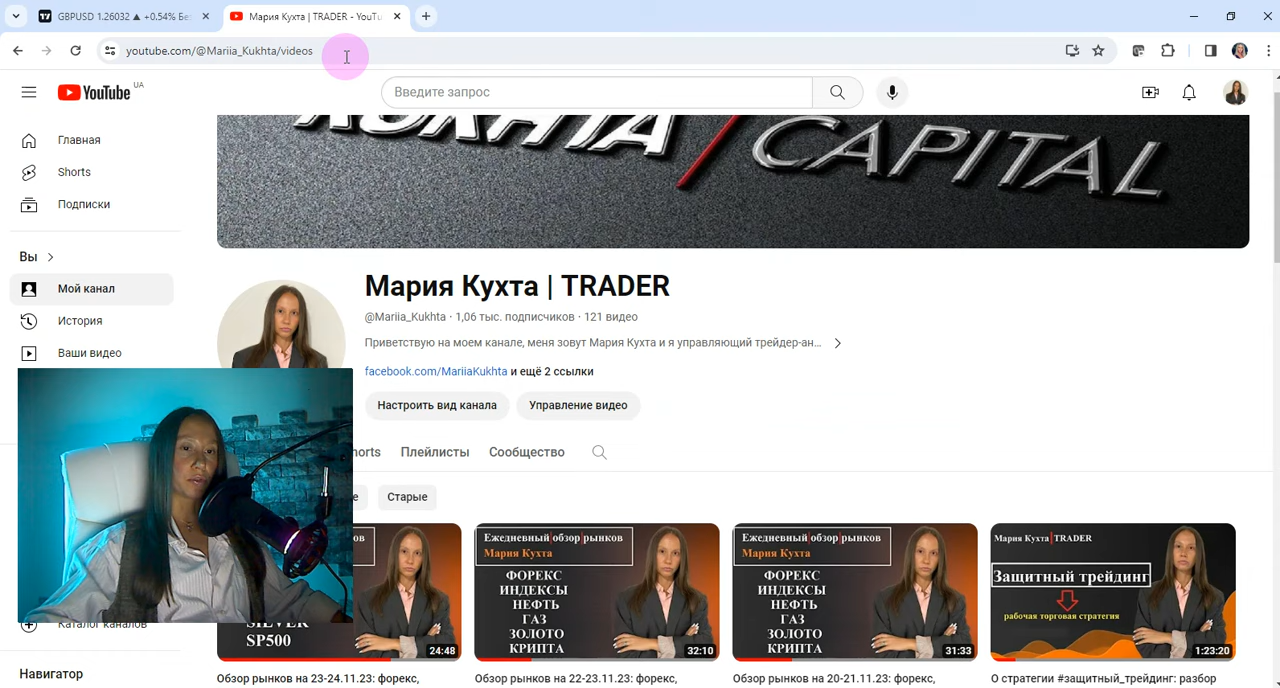 GBPUSD 1.26032 ▲ +0.54% Бе
Мария Кухта | TRADER - YouTu
youtube.com/@Mariia_Kukhta/videos
YouTube UA
Введите запрос
CAPITAL
Главная
Shorts
Подписки
Вы
Мой канал
История
Ваши видео
Каталог каналов
Навигатор
Мария Кухта | TRADER
@Mariia_Kukhta · 1,06 тыс. подписчиков · 121 видео
Приветствую на моем канале, меня зовут Мария Кухта и я управляющий трейдер-ан...
facebook.com/MariiaKukhta и ещё 2 ссылки
Настроить вид канала
Управление видео
horts
Плейлисты
Сообщество
е
Старые
ов
SILVER
SP500
24:48
Ежедневный обзор рынков
Мария Кухта
ФОРЕКС
ИНДЕКСЫ
НЕФТЬ
ГАЗ
ЗОЛОТО
КРИПТА
32:10
Ежедневный обзор рынков
Мария Кухта
ФОРЕКС
ИНДЕКСЫ
НЕФТЬ
ГАЗ
ЗОЛОТО
КРИПТА
31:33
Мария Кухта TRADER
Защитный трейдинг
рабочая торговая стратегия
1:23:20
Обзор рынков на 23-24.11.23: форекс,
Обзор рынков на 22-23.11.23: форекс,
Обзор рынков на 20-21.11.23: форекс,
О стратегии #защитный_трейдинг: разбор